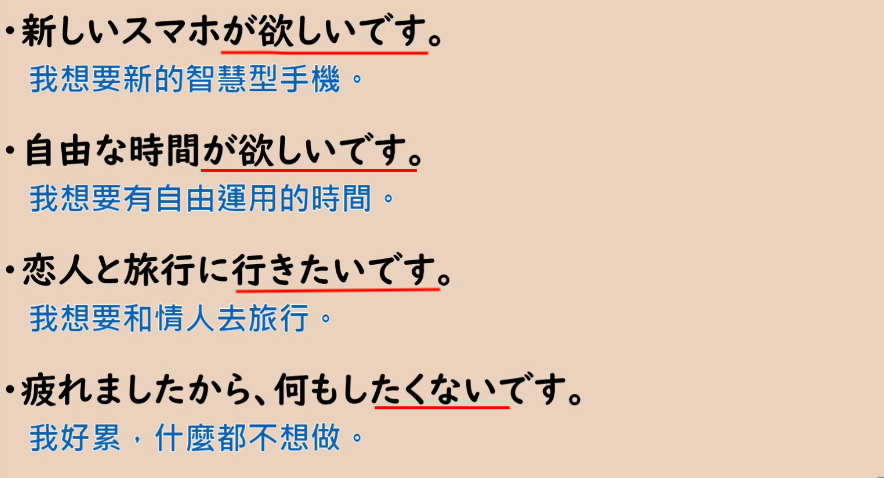 ・新しいスマホが欲しいです。
我想要新的智慧型手機。
・自由な時間が欲しいです。
我想要有自由運用的時間。
・恋人と旅行に行きたいです。
我想要和情人去旅行。
・疲れましたから、何もしたくないです。
我好累，什麼都不想做。